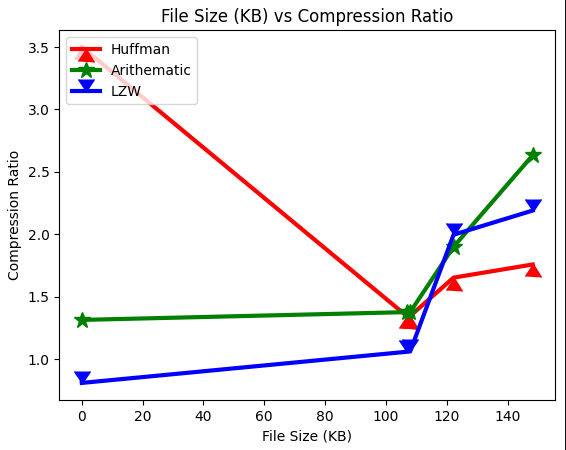 File Size (KB) vs Compression Ratio
Huffman
Arithematic
LZW
Compression Ratio
3.5
3.0
2.5
2.0
1.5
1.0
0 20 40 60 80 100 120 140
File Size (KB)